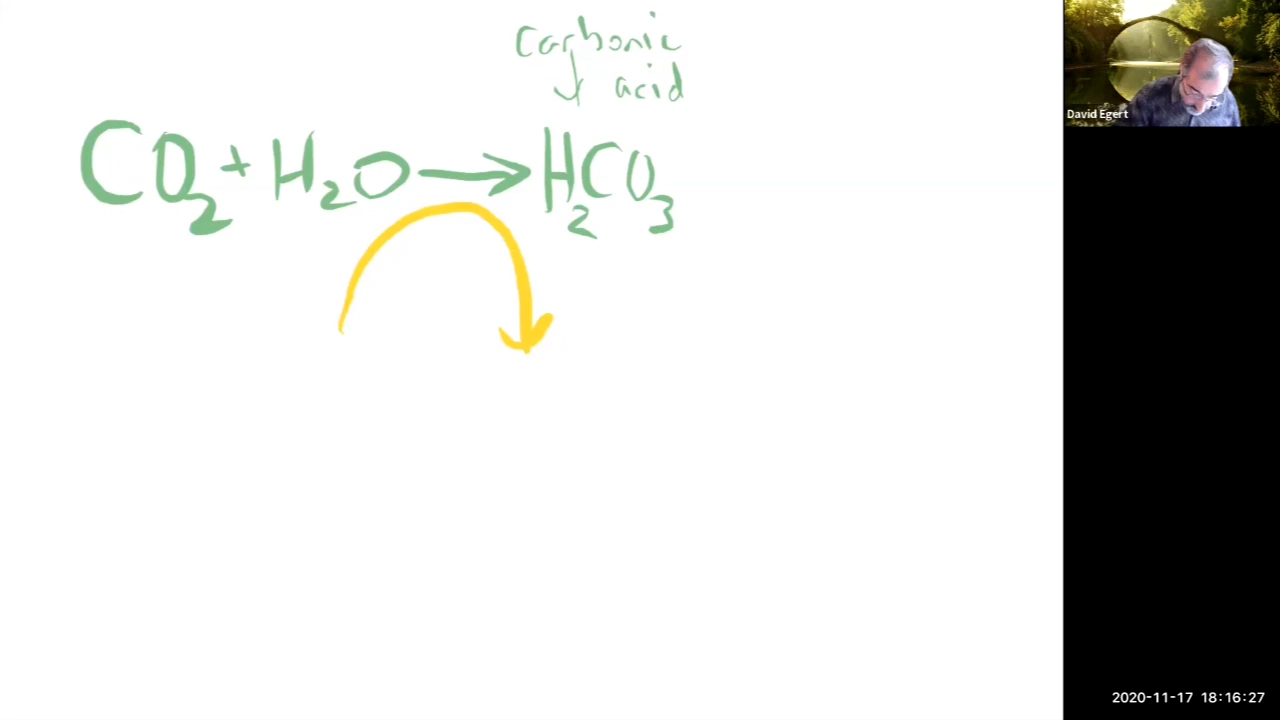 carbonic
acid
CO₂ + H₂O → H₂CO₃
David Egert
2020-11-17 18:16:27